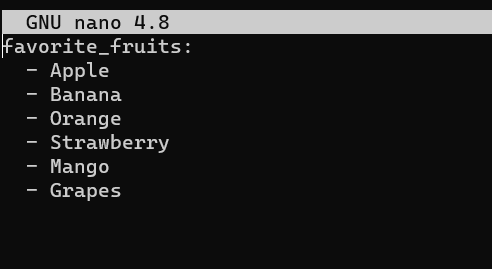 GNU nano 4.8
favorite_fruits:
  - Apple
  - Banana
  - Orange
  - Strawberry
  - Mango
  - Grapes